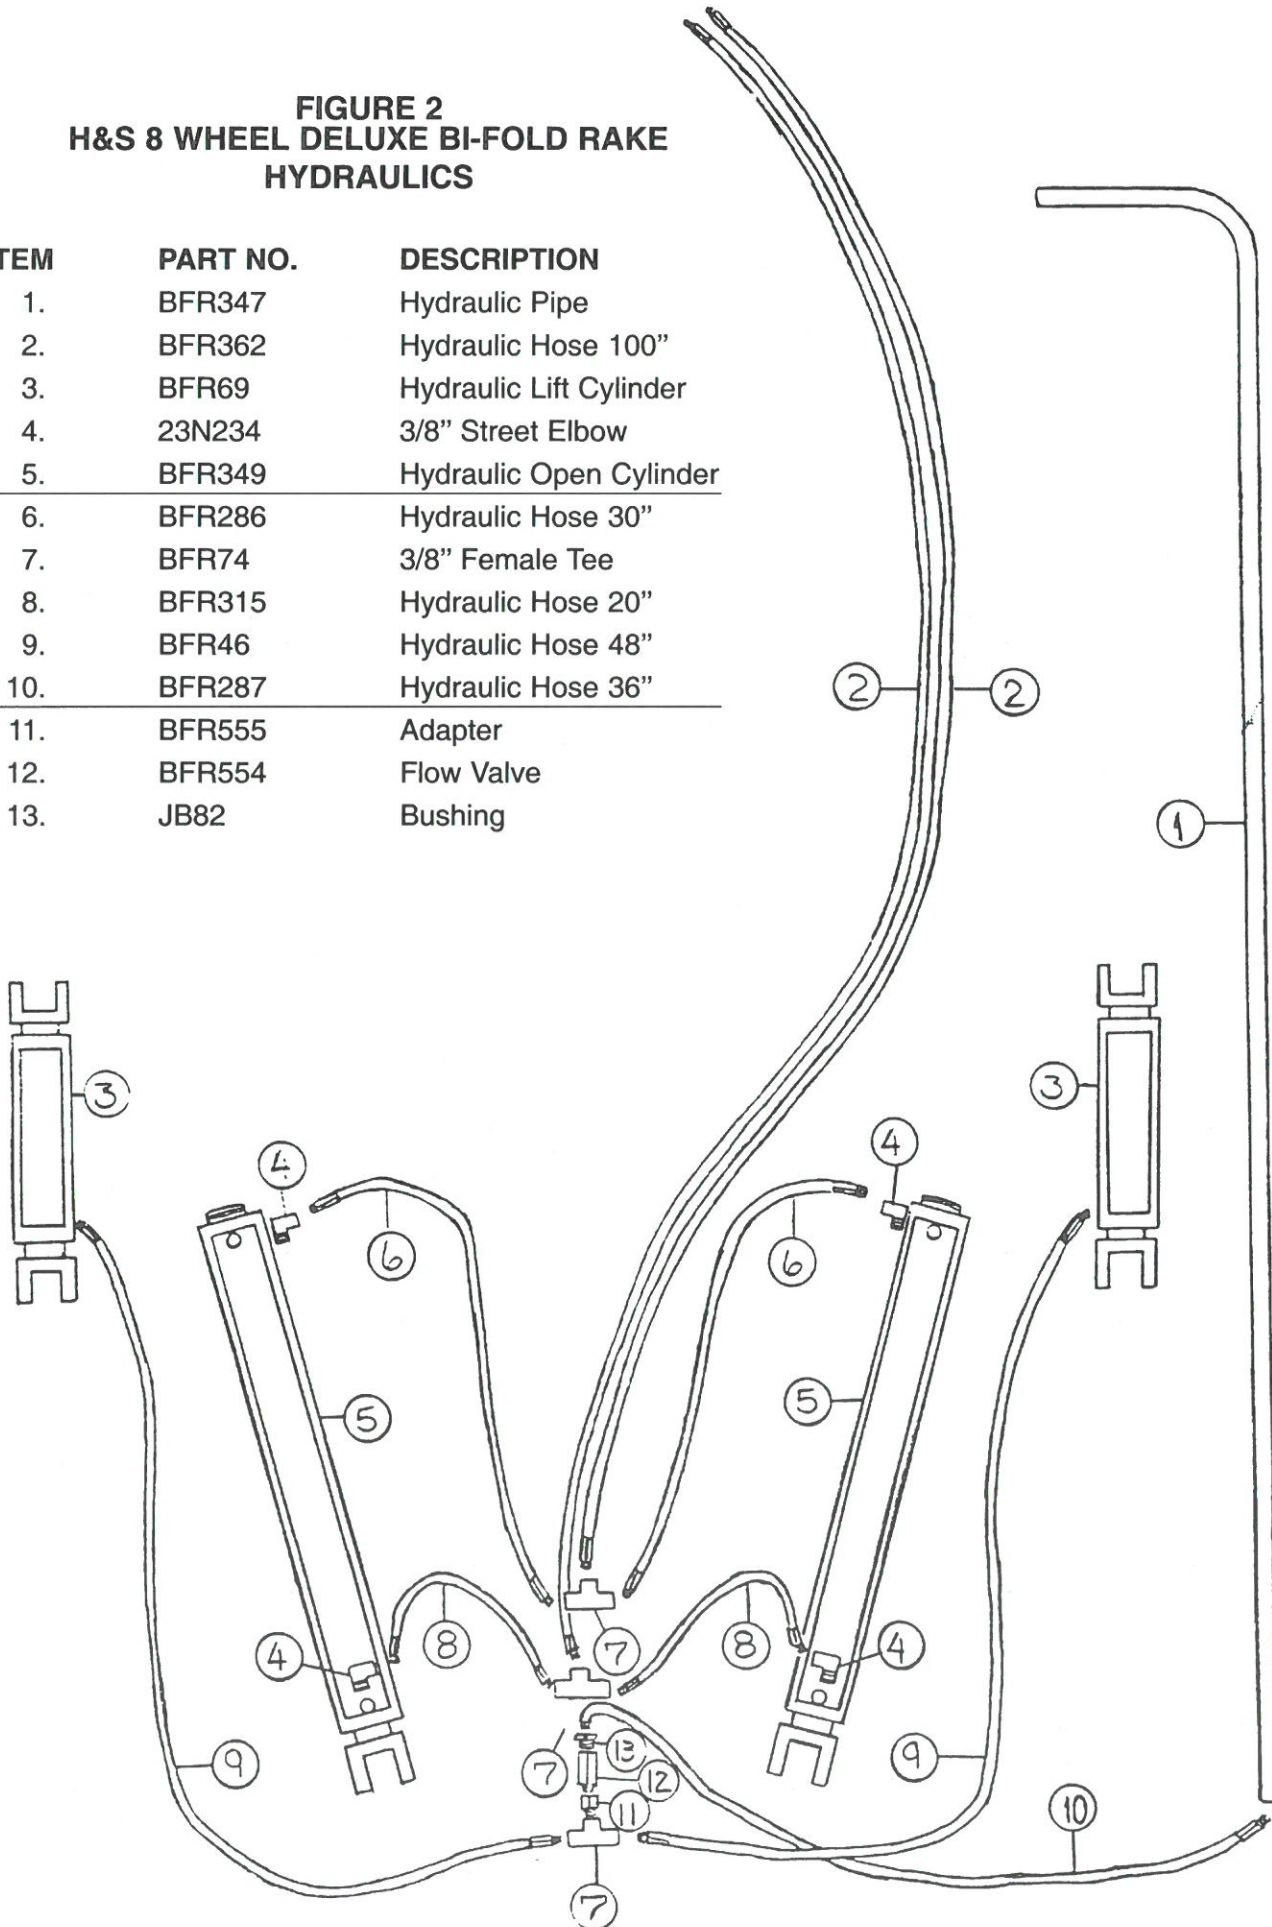 FIGURE 2
H&S 8 WHEEL DELUXE BI-FOLD RAKE
HYDRAULICS
TEM PART NO. DESCRIPTION
1. BFR347 Hydraulic Pipe
2. BFR362 Hydraulic Hose 100”
3. BFR69 Hydraulic Lift Cylinder
4. 23N234 3/8” Street Elbow
5. BFR349 Hydraulic Open Cylinder
6. BFR286 Hydraulic Hose 30”
7. BFR74 3/8” Female Tee
8. BFR315 Hydraulic Hose 20”
9. BFR46 Hydraulic Hose 48”
10. BFR287 Hydraulic Hose 36”
11. BFR555 Adapter
12. BFR554 Flow Valve
13. JB82 Bushing
2 2
1
3 3
4 4
6 6
5 5
8 7 8
4 4
9 7 13 12 9
11 10
7